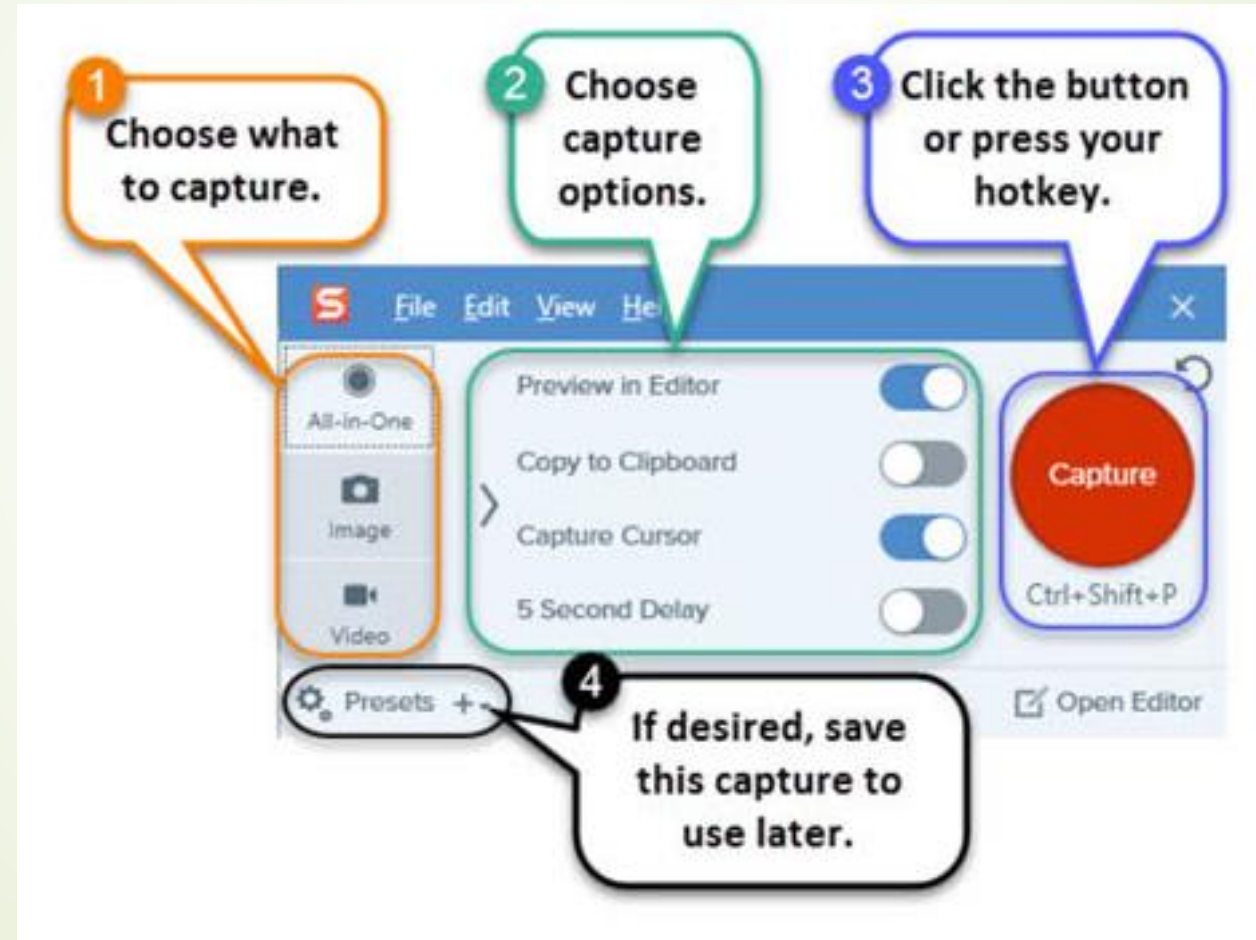 1
Choose what
to capture.
2
Choose
capture
options.
3
Click the button
or press your
hotkey.
S File Edit View He
All-in-One
Image
Video
Preview in Editor
Copy to Clipboard
Capture Cursor
5 Second Delay
Capture
Ctrl+Shift+P
Presets +
Open Editor
4
If desired, save
this capture to
use later.